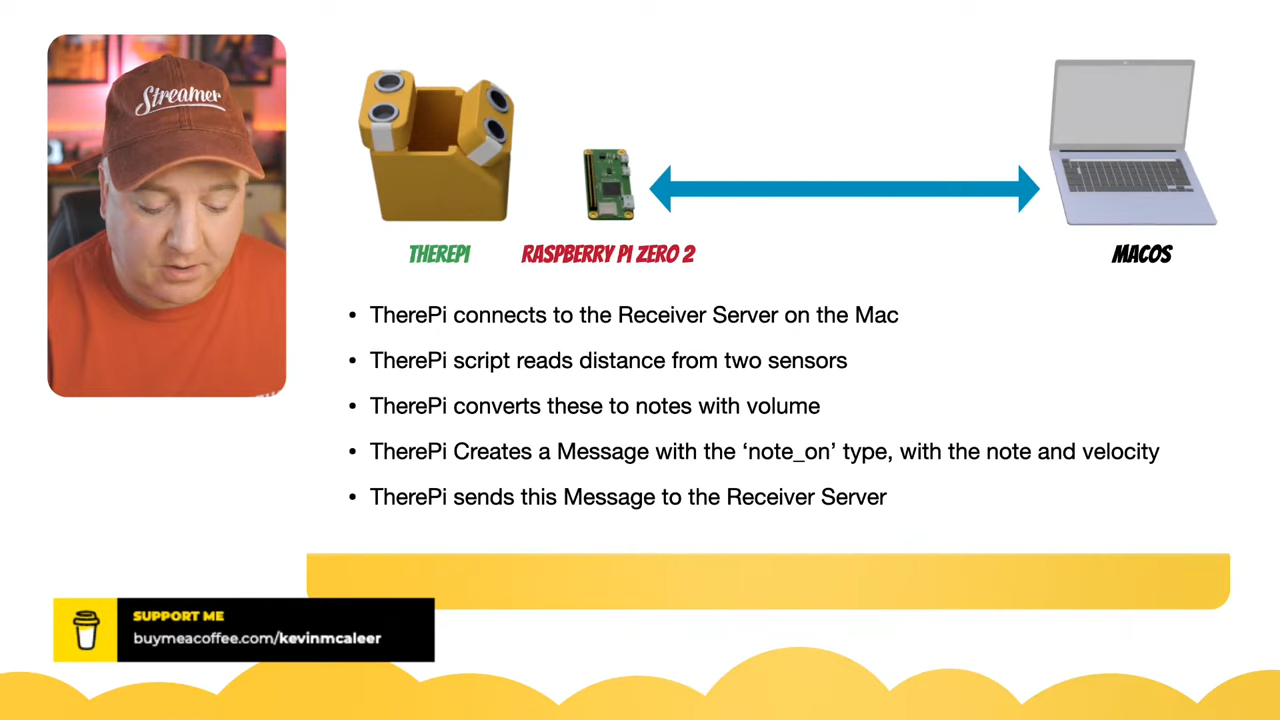 Streamer
THEREPI
RASPBERRY PI ZERO 2
MACOS
• TherePi connects to the Receiver Server on the Mac
• TherePi script reads distance from two sensors
• TherePi converts these to notes with volume
• TherePi Creates a Message with the ‘note_on’ type, with the note and velocity
• TherePi sends this Message to the Receiver Server
SUPPORT ME
buymeacoffee.com/kevinmcaleer